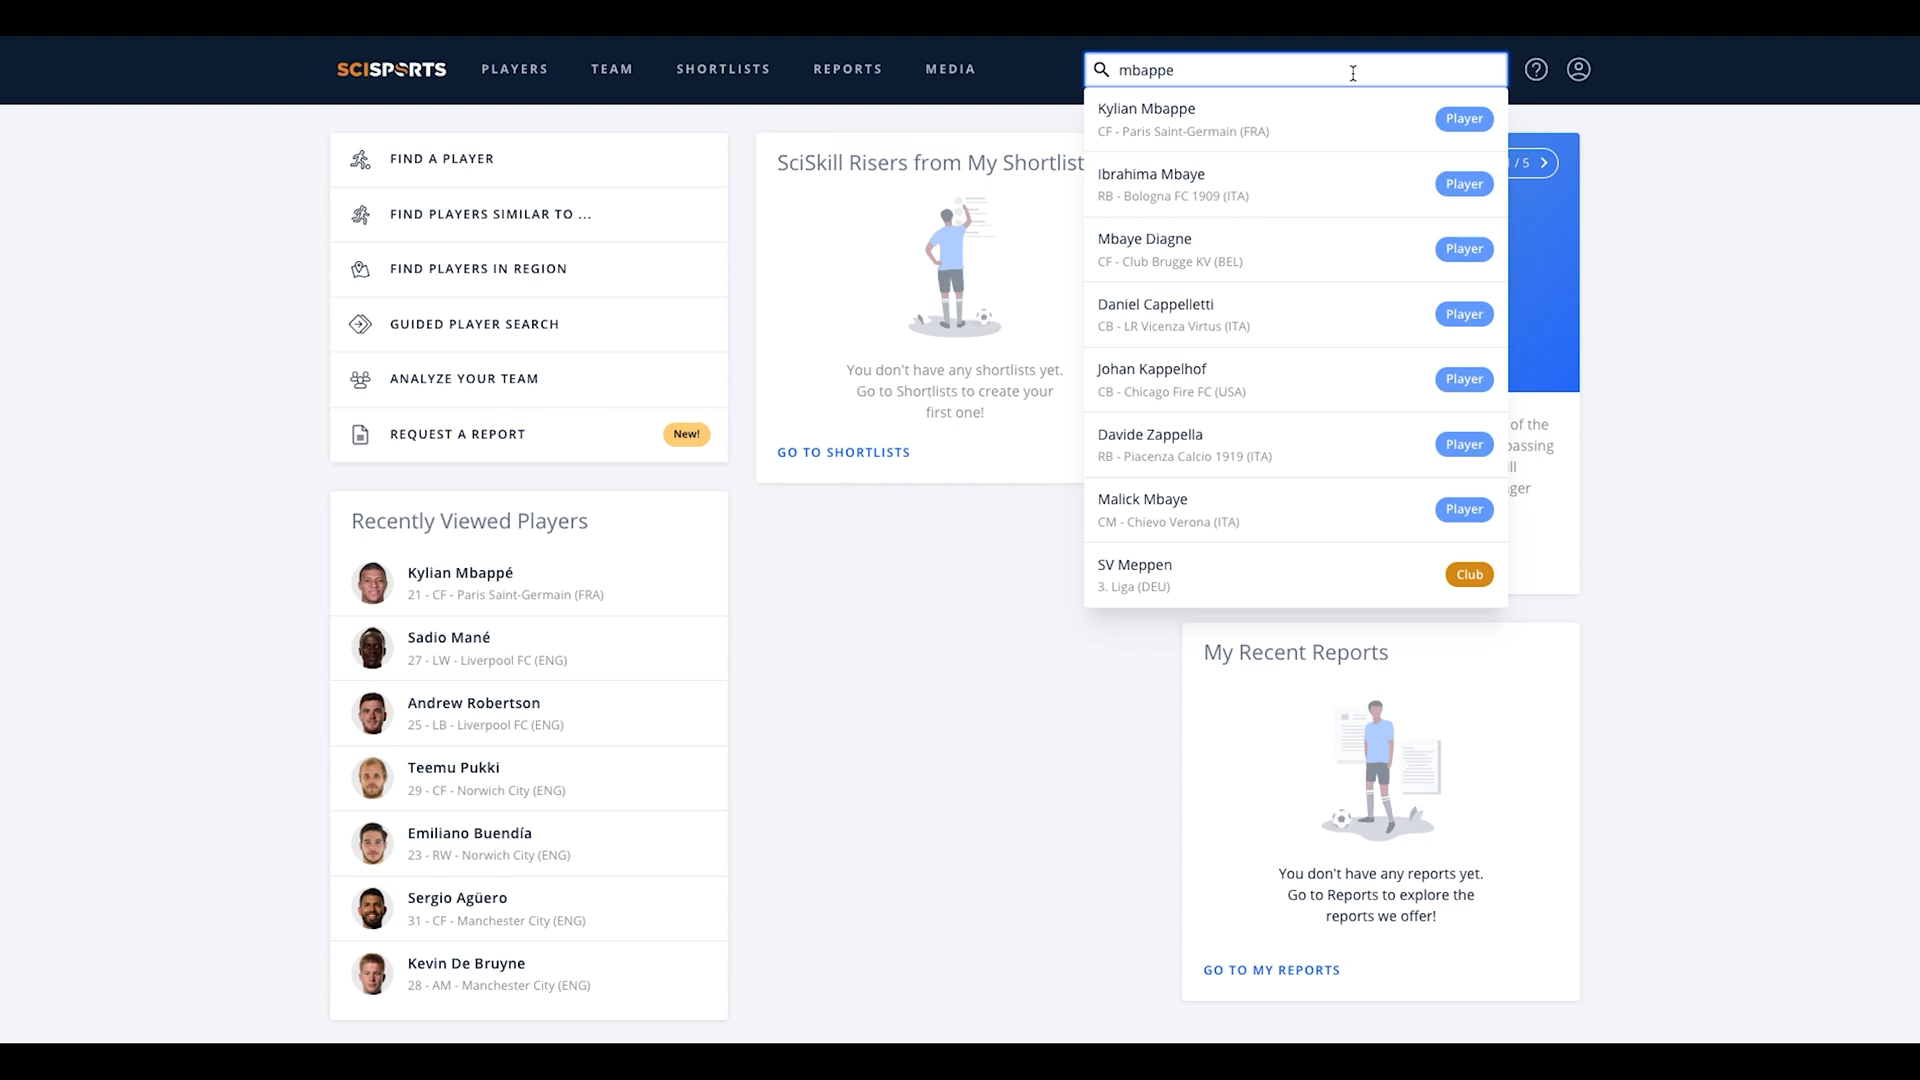 SCISPORTS
PLAYERS
TEAM
SHORTLISTS
REPORTS
MEDIA
mbappe
FIND A PLAYER
FIND PLAYERS SIMILAR TO ...
FIND PLAYERS IN REGION
GUIDED PLAYER SEARCH
ANALYZE YOUR TEAM
REQUEST A REPORT
New!
Recently Viewed Players
Kylian Mbappé
21 - CF - Paris Saint-Germain (FRA)
Sadio Mané
27 - LW - Liverpool FC (ENG)
Andrew Robertson
25 - LB - Liverpool FC (ENG)
Teemu Pukki
29 - CF - Norwich City (ENG)
Emiliano Buendía
23 - RW - Norwich City (ENG)
Sergio Agüero
31 - CF - Manchester City (ENG)
Kevin De Bruyne
28 - AM - Manchester City (ENG)
SciSkill Risers from My Shortlist
You don't have any shortlists yet.
Go to Shortlists to create your
first one!
GO TO SHORTLISTS
Kylian Mbappe
CF - Paris Saint-Germain (FRA)
Player
Ibrahima Mbaye
RB - Bologna FC 1909 (ITA)
Player
Mbaye Diagne
CF - Club Brugge KV (BEL)
Player
Daniel Cappelletti
CB - LR Vicenza Virtus (ITA)
Player
Johan Kappelhof
CB - Chicago Fire FC (USA)
Player
Davide Zappella
RB - Piacenza Calcio 1919 (ITA)
Player
Malick Mbaye
CM - Chievo Verona (ITA)
Player
SV Meppen
3. Liga (DEU)
Club
/ 5
of the
My Recent Reports
You don't have any reports yet.
Go to Reports to explore the
reports we offer!
GO TO MY REPORTS